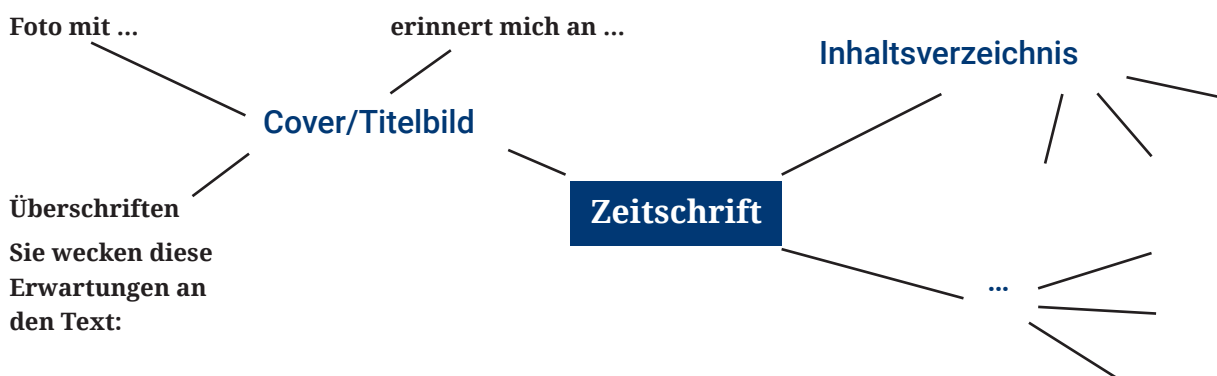 Foto mit ...
erinnert mich an ...
Inhaltsverzeichnis
Cover/Titelbild
Überschriften
Sie wecken diese
Erwartungen an
den Text:
Zeitschrift
...